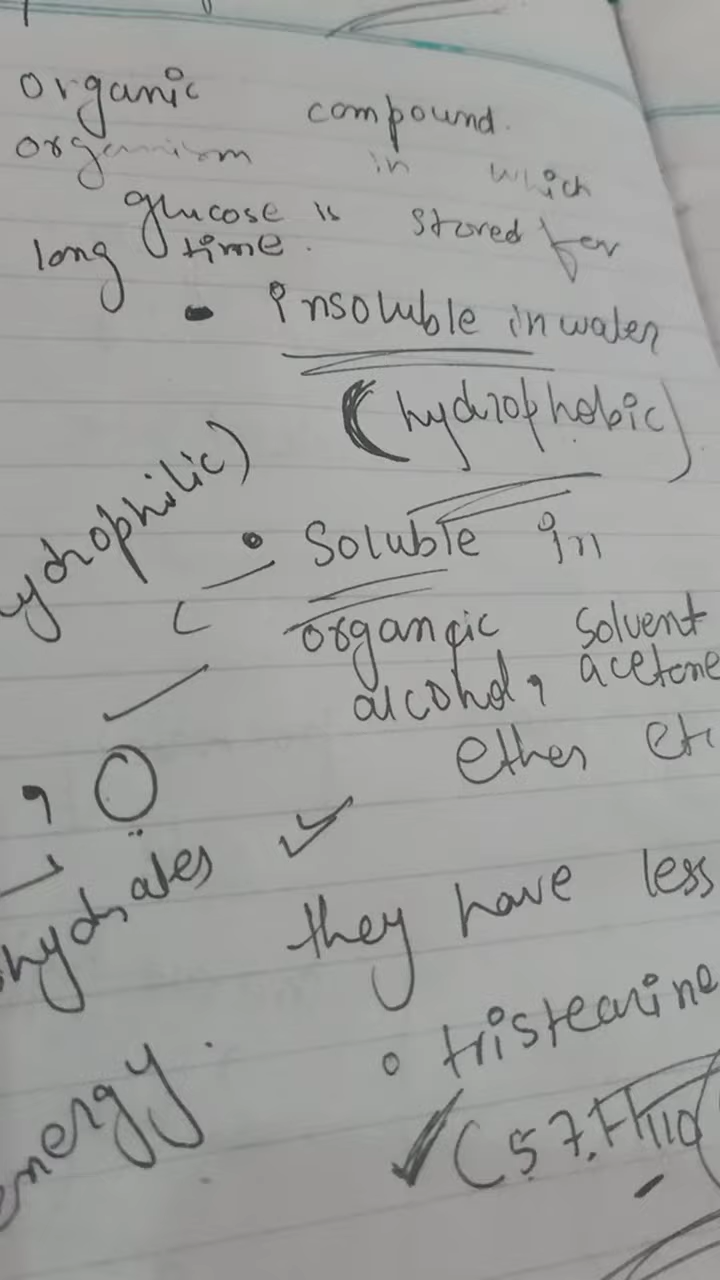 organic compound.
organism in which
glucose is stored for
long time.
• insoluble in water
(hydrophobic)
ydrophilic)
• Soluble in
organic solvent
alcohol, acetone
ether etc
, O
hydrates
they have less
energy.
• tristearine
C57